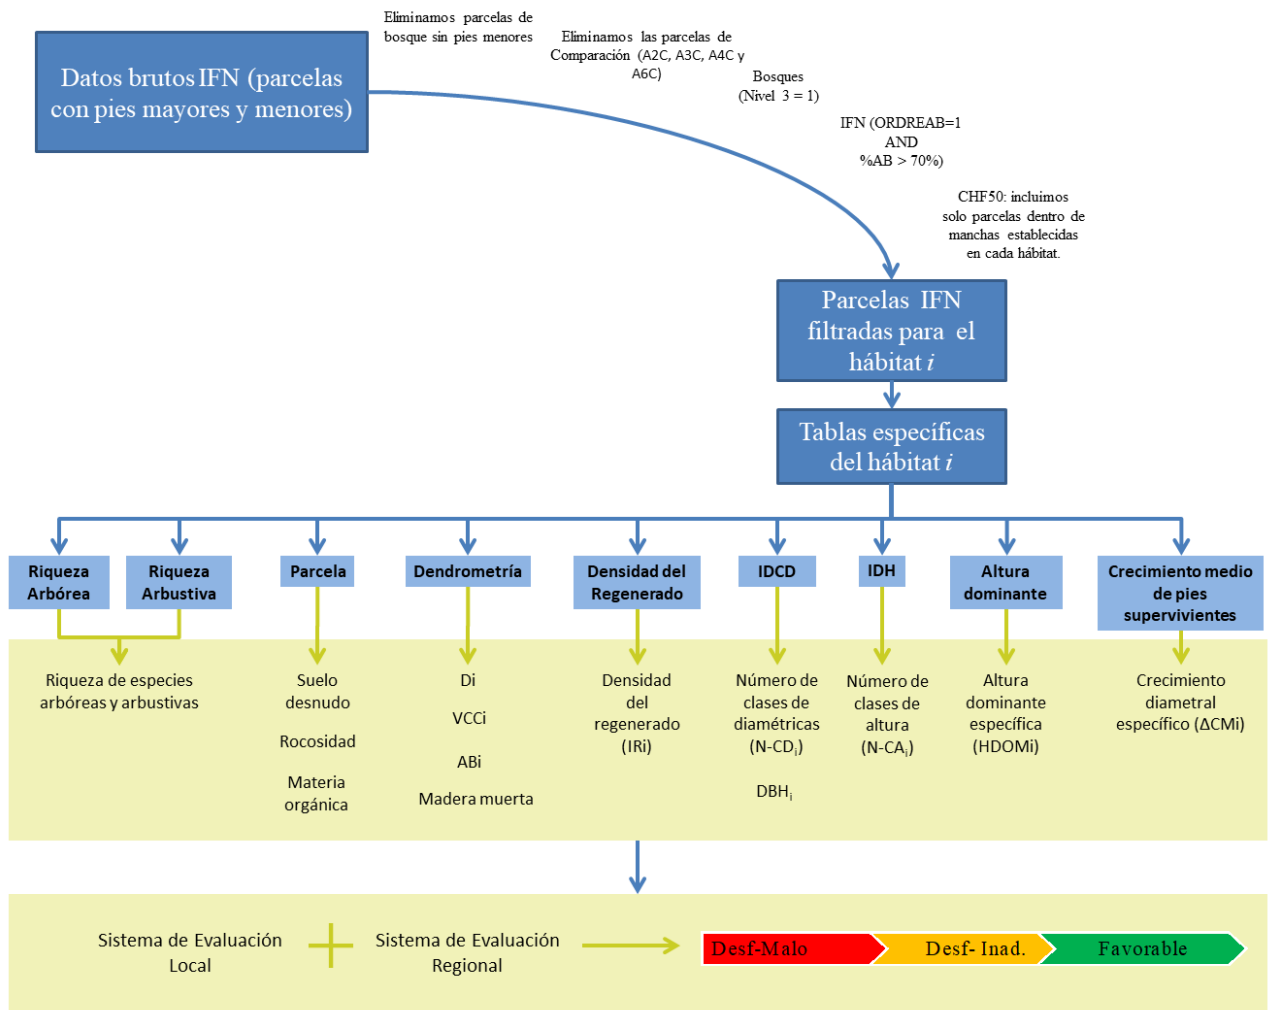 Eliminamos parcelas de
bosque sin pies menores
Eliminamos las parcelas de
Comparación (A2C, A3C, A4C y
A6C)
Bosques
(Nivel 3 = 1)
IFN (ORDREAB=1
AND
%AB > 70%)
CHF50: incluimos
solo parcelas dentro de
manchas establecidas
en cada hábitat.
Datos brutos IFN (parcelas
con pies mayores y menores)
Parcelas IFN
filtradas para el
hábitat i
Tablas específicas
del hábitat i
Riqueza
Arbórea
Riqueza
Arbustiva
Parcela
Dendrometría
Densidad del
Regenerado
IDCD
IDH
Altura
dominante
Crecimiento medio
de pies
supervivientes
Riqueza de especies
arbóreas y arbustivas
Suelo
desnudo
Rocosidad
Materia
orgánica
Di
VCCi
ABi
Madera muerta
Densidad
del
regenerado
(IRi)
Número de
clases de
diamétricas
(N-CDi)
DBHi
Número de
clases de
altura
(N-CAi)
Altura
dominante
específica
(HDOMi)
Crecimiento
diametral
específico (ΔCMi)
Sistema de Evaluación
Local
Sistema de Evaluación
Regional
Desf-Malo
Desf- Inad.
Favorable